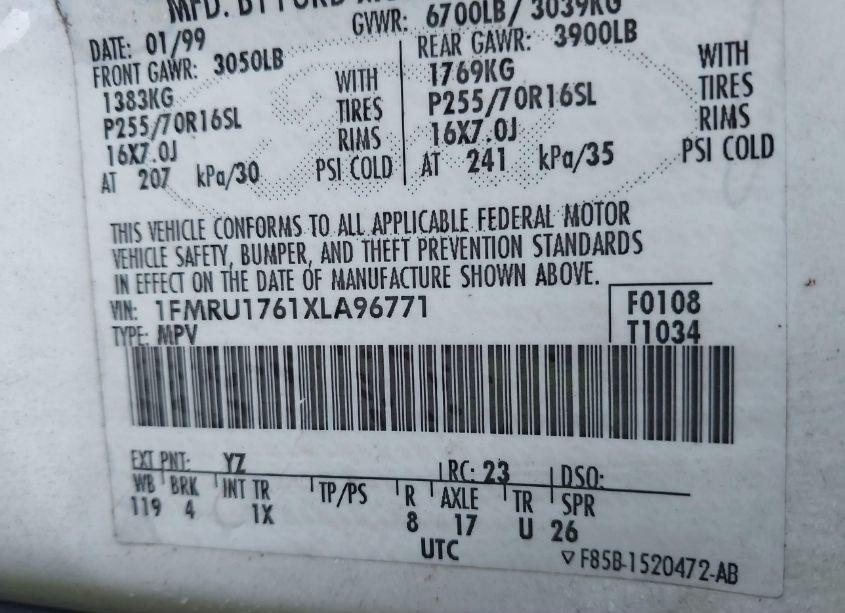 MFD. BY FORD
GVWR: 6700LB/ 3039KG
DATE: 01/99
FRONT GAWR: 3050LB
1383KG
P255/70R16SL
16X7.0J
AT 207 kPa/30
WITH
TIRES
RIMS
PSI COLD
REAR GAWR: 3900LB
1769KG
P255/70R16SL
16X7.0J
AT 241 kPa/35
WITH
TIRES
RIMS
PSI COLD
THIS VEHICLE CONFORMS TO ALL APPLICABLE FEDERAL MOTOR
VEHICLE SAFETY, BUMPER, AND THEFT PREVENTION STANDARDS
IN EFFECT ON THE DATE OF MANUFACTURE SHOWN ABOVE.
VIN: 1FMRU1761XLA96771
TYPE: MPV
F0108
T1034
EXT PNT: YZ RC: 23 DSO:
WB BRK INT TR TP/PS R AXLE TR SPR
119 4 1X 8 17 U 26
UTC
▽ F85B-1520472-AB